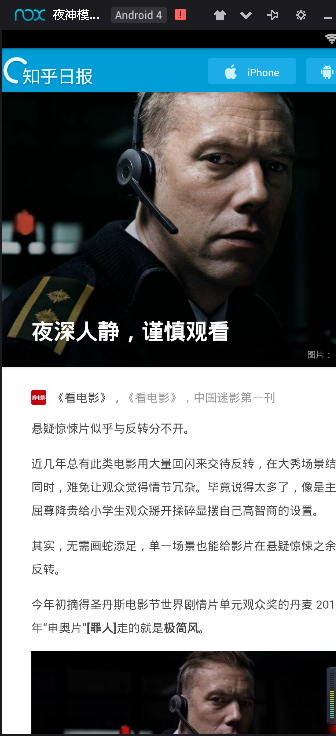 nox 夜神模... Android 4
知乎日报 iPhone
夜深人静，谨慎观看
图片：
《看电影》，《看电影》，中国迷影第一刊
悬疑惊悚片似乎与反转分不开。
近几年总有此类电影用大量回闪来交待反转，在大秀场景结
同时，难免让观众觉得情节冗杂。毕竟说得太多了，像是主
屈尊降贵给小学生观众掰开揉碎显摆自己高智商的设置。
其实，无需画蛇添足，单一场景也能给影片在悬疑惊悚之余
反转。
今年初摘得圣丹斯电影节世界剧情片单元观众奖的丹麦 201
年“申奥片”[罪人]走的就是极简风。